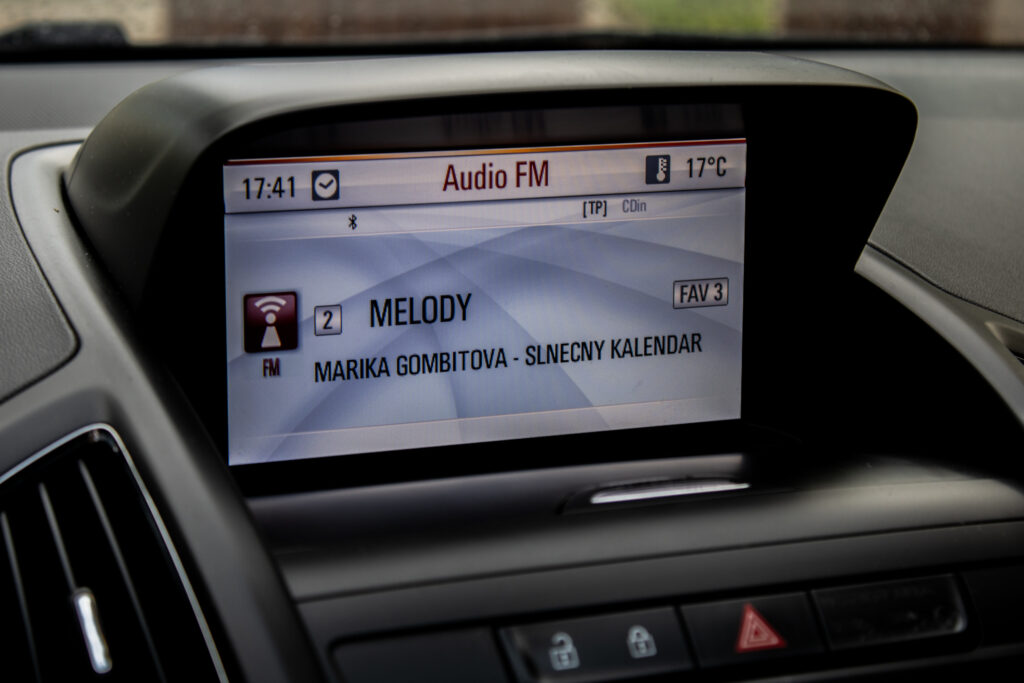 17:41 Audio FM 17°C
[TP] CDin
2 MELODY FAV 3
FM MARIKA GOMBITOVA - SLNECNY KALENDAR